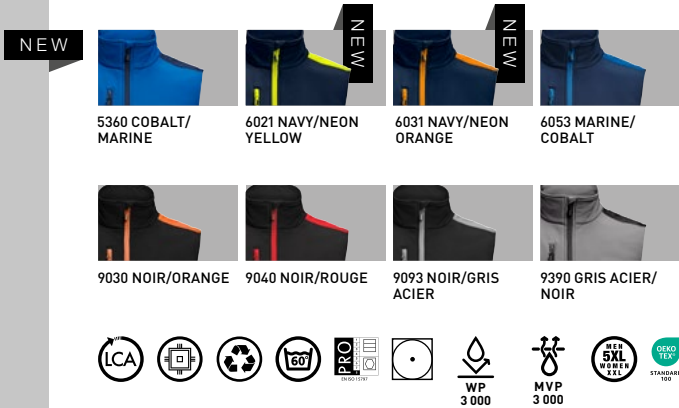 NEW
NEW
NEW
5360 COBALT/
MARINE
6021 NAVY/NEON
YELLOW
6031 NAVY/NEON
ORANGE
6053 MARINE/
COBALT
9030 NOIR/ORANGE
9040 NOIR/ROUGE
9093 NOIR/GRIS
ACIER
9390 GRIS ACIER/
NOIR
LCA
60°
PRO
EN ISO 15797
WP
3 000
MVP
3 000
MEN
5XL
WOMEN
XXL
OEKO
TEX®
STANDARD
100